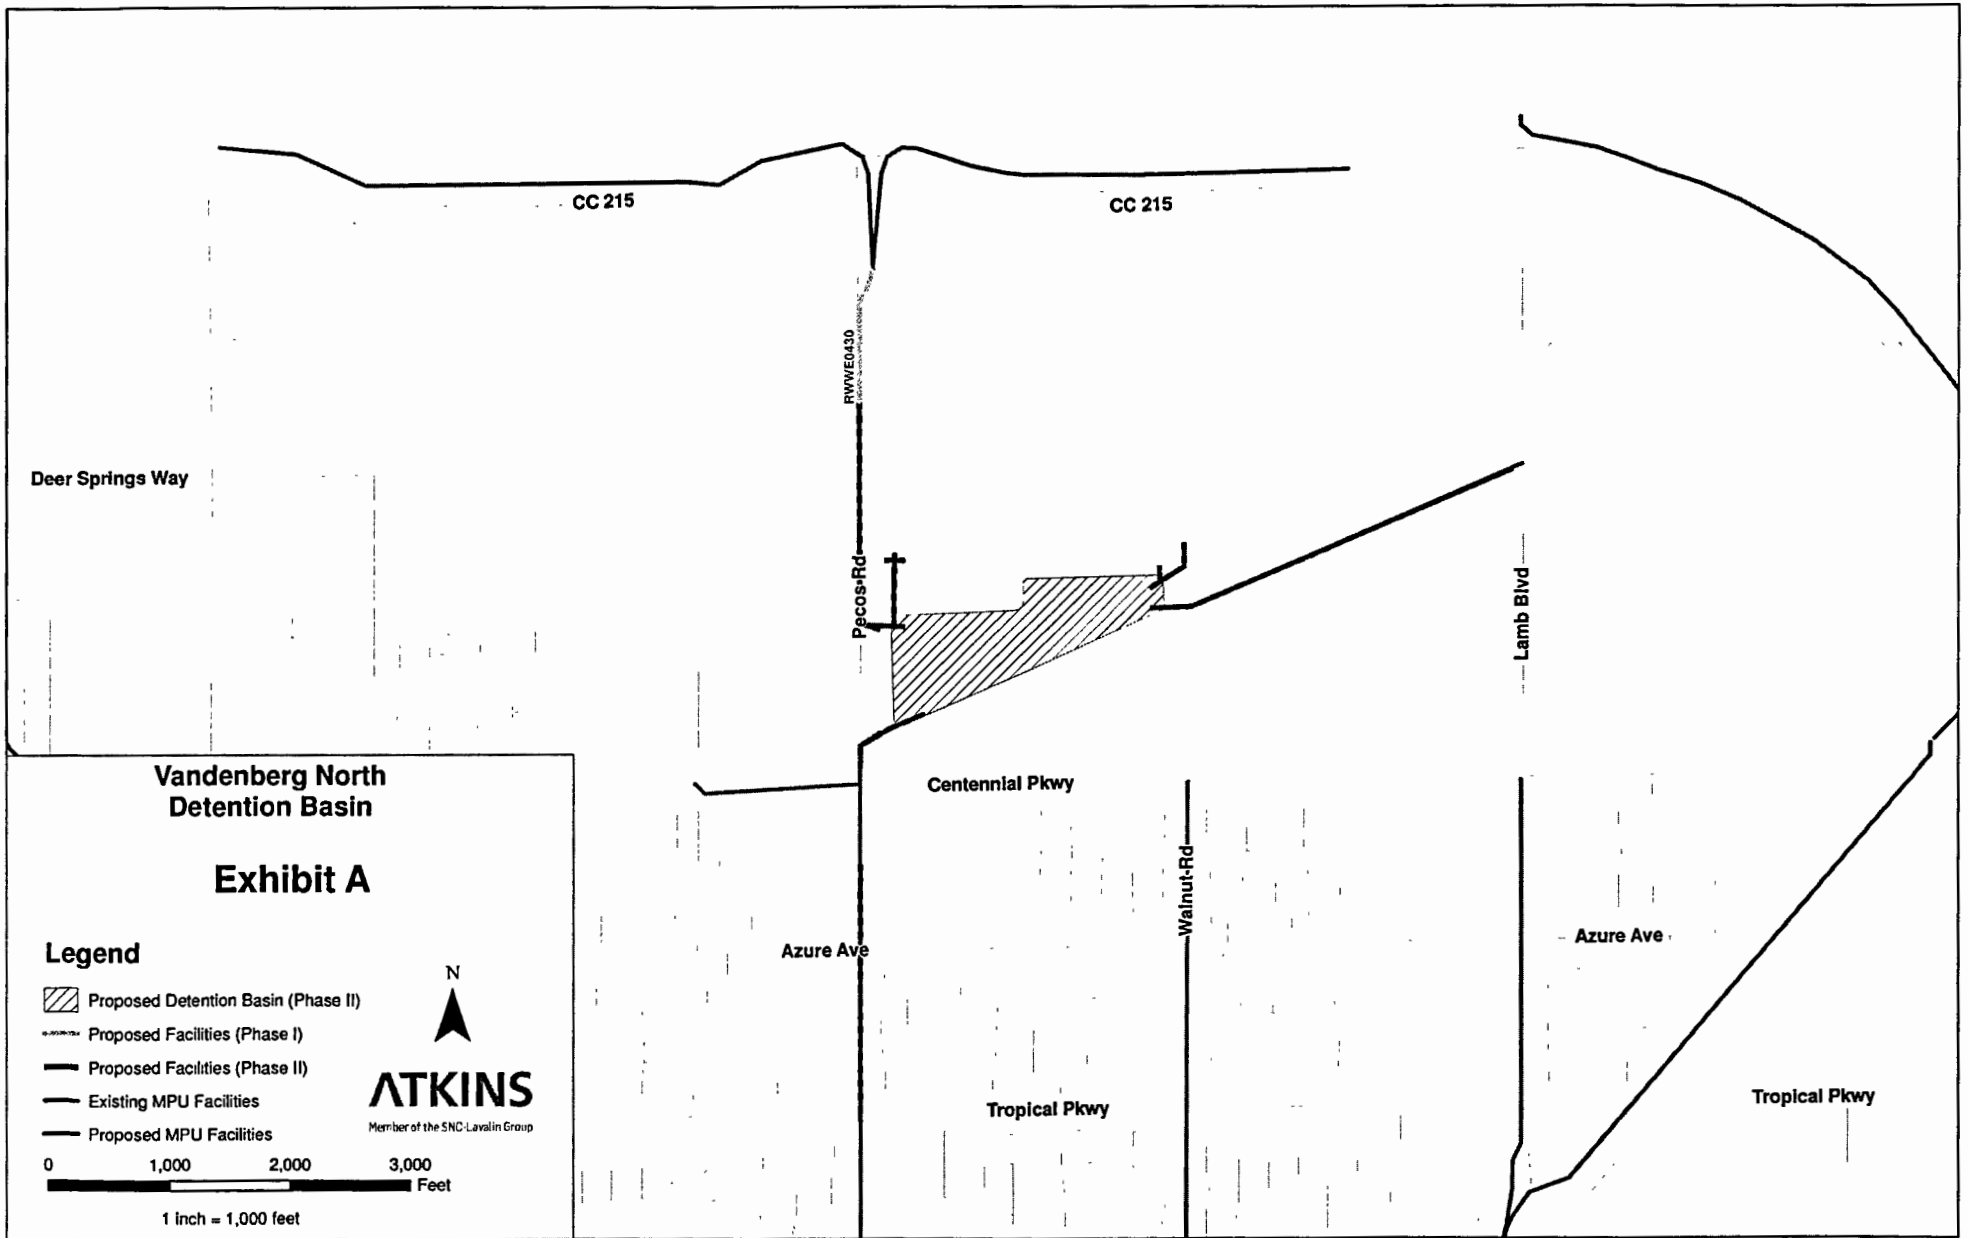 CC 215
CC 215
RWWE0430
Deer Springs Way
Pecos Rd
Lamb Blvd
Centennial Pkwy
Walnut Rd
Azure Ave
Azure Ave
Tropical Pkwy
Tropical Pkwy
Vandenberg North
Detention Basin
Exhibit A
Legend
Proposed Detention Basin (Phase II)
Proposed Facilities (Phase I)
Proposed Facilities (Phase II)
Existing MPU Facilities
Proposed MPU Facilities
N
ATKINS
Member of the SNC-Lavalin Group
0 1,000 2,000 3,000
Feet
1 inch = 1,000 feet